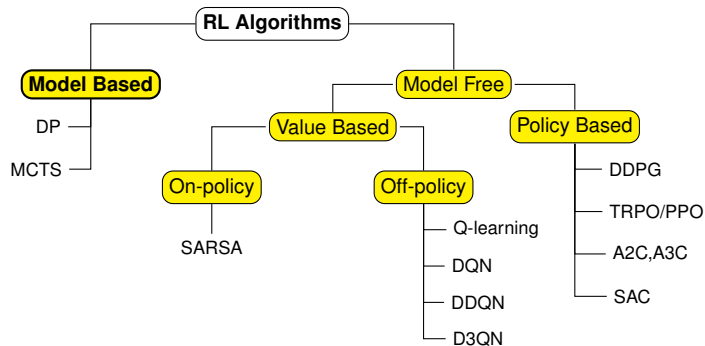 RL Algorithms
Model Based
Model Free
DP
MCTS
Value Based
Policy Based
On-policy
Off-policy
SARSA
Q-learning
DQN
DDQN
D3QN
DDPG
TRPO/PPO
A2C,A3C
SAC